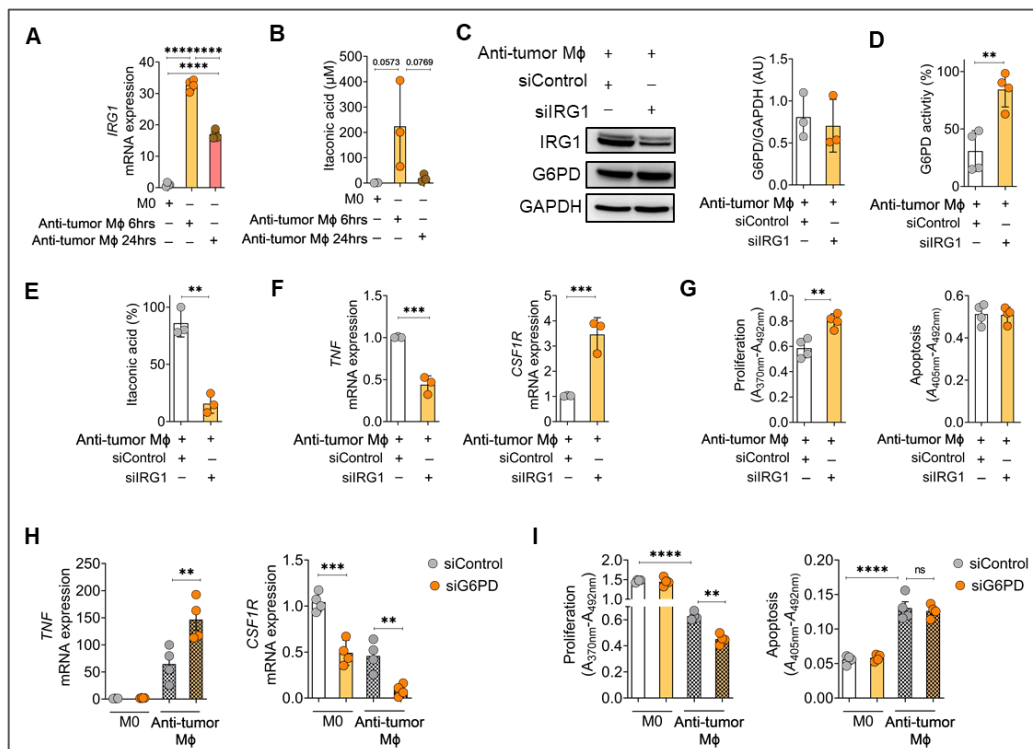 A
**** ****
****
IRG1
mRNA expression
40
30
20
10
0
M0 + – –
Anti-tumor Mϕ 6hrs – + –
Anti-tumor Mϕ 24hrs – – +
B
0.0573 0.0769
Itaconic acid (µM)
500
400
300
200
100
0
M0 + – –
Anti-tumor Mϕ 6hrs – + –
Anti-tumor Mϕ 24hrs – – +
C
Anti-tumor Mϕ + +
siControl + –
siIRG1 – +
IRG1
G6PD
GAPDH
G6PD/GAPDH (AU)
1.5
1.0
0.5
0.0
Anti-tumor Mϕ + +
siControl + –
siIRG1 – +
D
**
G6PD activtiy (%)
100
50
0
Anti-tumor Mϕ + +
siControl + –
siIRG1 – +
E
**
Itaconic acid (%)
100
50
0
Anti-tumor Mϕ + +
siControl + –
siIRG1 – +
F
***
TNF
mRNA expression
1.5
1.0
0.5
0.0
Anti-tumor Mϕ + +
siControl + –
siIRG1 – +
***
CSF1R
mRNA expression
5
4
3
2
1
0
Anti-tumor Mϕ + +
siControl + –
siIRG1 – +
G
**
Proliferation
(A370nm-A492nm)
1.0
0.8
0.6
0.4
0.2
0.0
Anti-tumor Mϕ + +
siControl + –
siIRG1 – +
Apoptosis
(A405nm-A492nm)
0.6
0.4
0.2
0.0
Anti-tumor Mϕ + +
siControl + –
siIRG1 – +
H
**
TNF
mRNA expression
250
200
150
100
50
0
M0 Anti-tumor
Mϕ
***
**
CSF1R
mRNA expression
1.5
1.0
0.5
0.0
M0 Anti-tumor
Mϕ
siControl
siG6PD
I
****
**
Proliferation
(A370nm-A492nm)
1.5
1.0
0.8
0.6
0.4
0.2
0.0
M0 Anti-tumor
Mϕ
**** ns
Apoptosis
(A405nm-A492nm)
0.20
0.15
0.10
0.05
0.00
M0 Anti-tumor
Mϕ
siControl
siG6PD